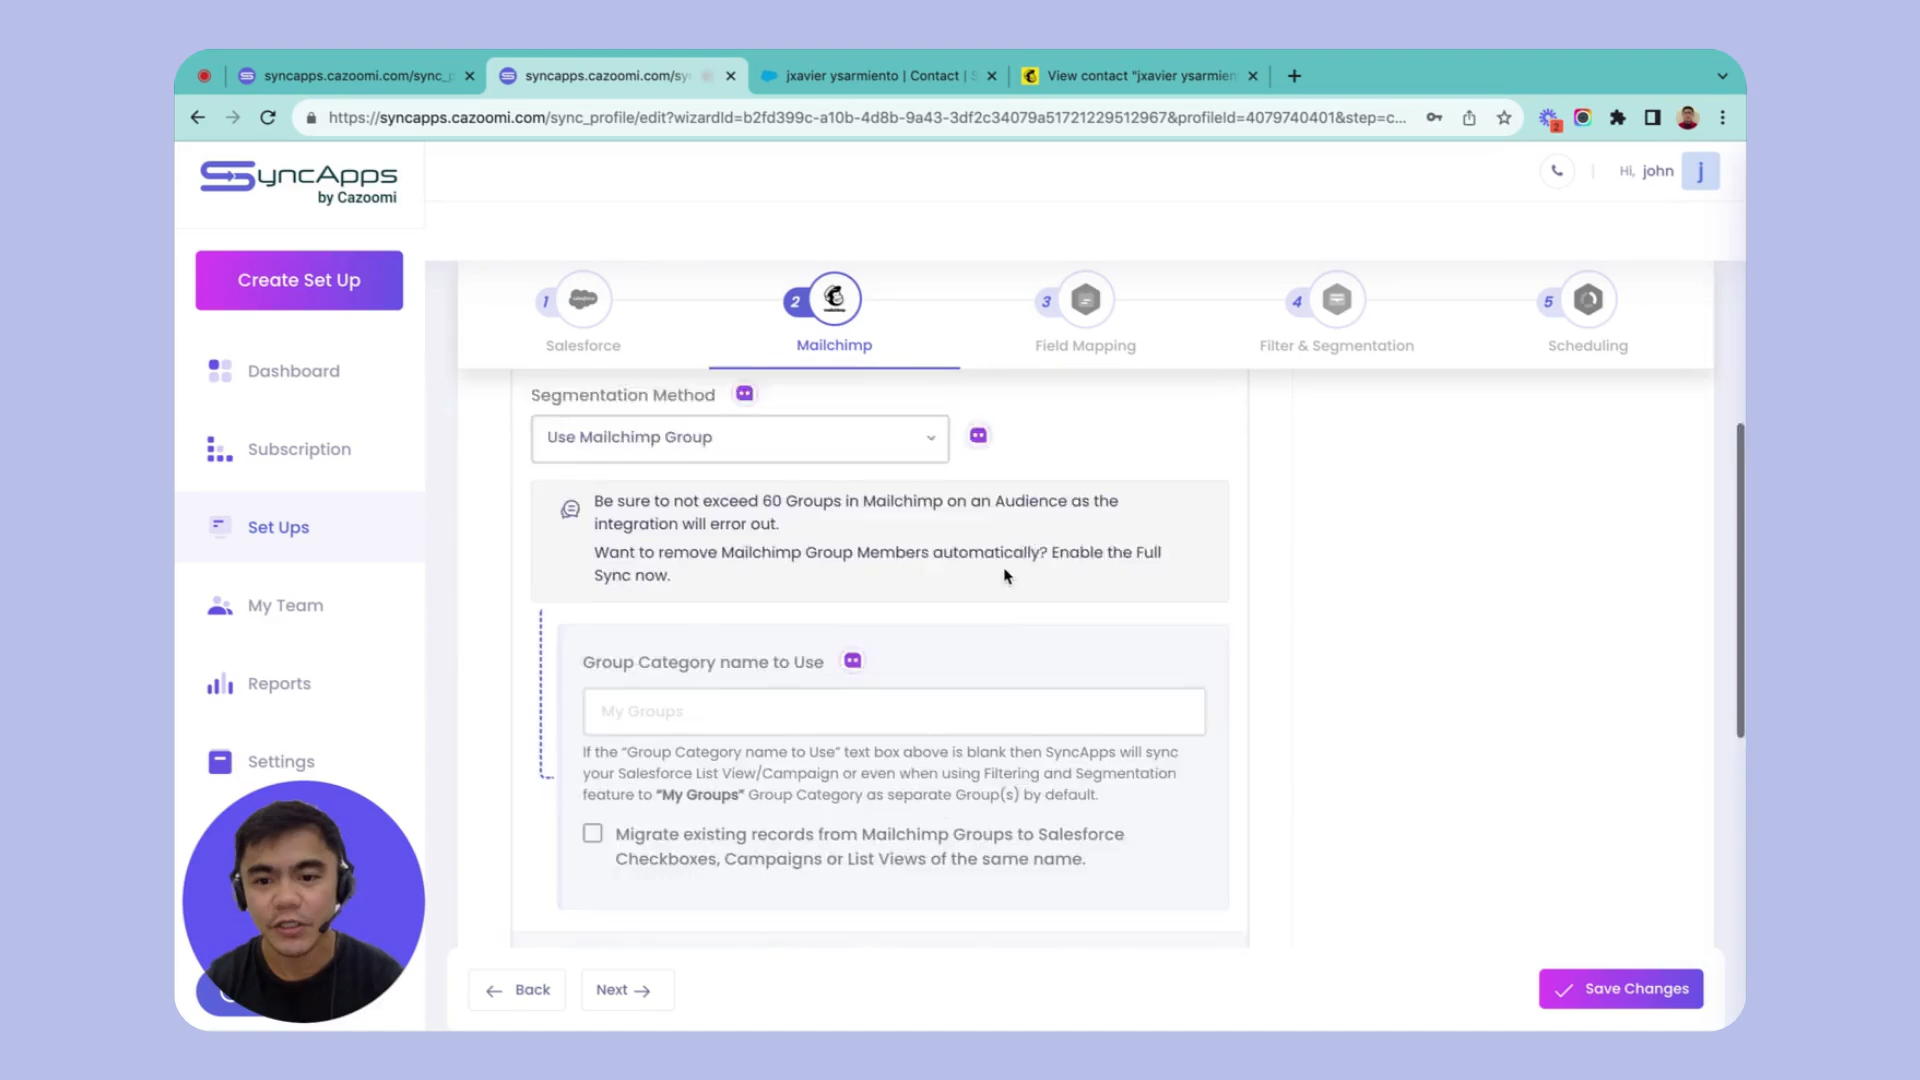 syncapps.cazoomi.com/sync_p
syncapps.cazoomi.com/sy
jxavier ysarmiento | Contact | S
View contact "jxavier ysarmien
https://syncapps.cazoomi.com/sync_profile/edit?wizardId=b2fd399c-a10b-4d8b-9a43-3df2c34079a51721229512967&profileId=4079740401&step=c...
2
SyncApps
by Cazoomi
Hi, john
j
Create Set Up
Dashboard
Subscription
Set Ups
My Team
Reports
Settings
1
salesforce
Salesforce
2
mailchimp
Mailchimp
3
Field Mapping
4
Filter & Segmentation
5
Scheduling
Segmentation Method
Use Mailchimp Group
Be sure to not exceed 60 Groups in Mailchimp on an Audience as the
integration will error out.
Want to remove Mailchimp Group Members automatically? Enable the Full
Sync now.
Group Category name to Use
My Groups
If the “Group Category name to Use” text box above is blank then SyncApps will sync
your Salesforce List View/Campaign or even when using Filtering and Segmentation
feature to “My Groups” Group Category as separate Group(s) by default.
Migrate existing records from Mailchimp Groups to Salesforce
Checkboxes, Campaigns or List Views of the same name.
Back
Next
Save Changes